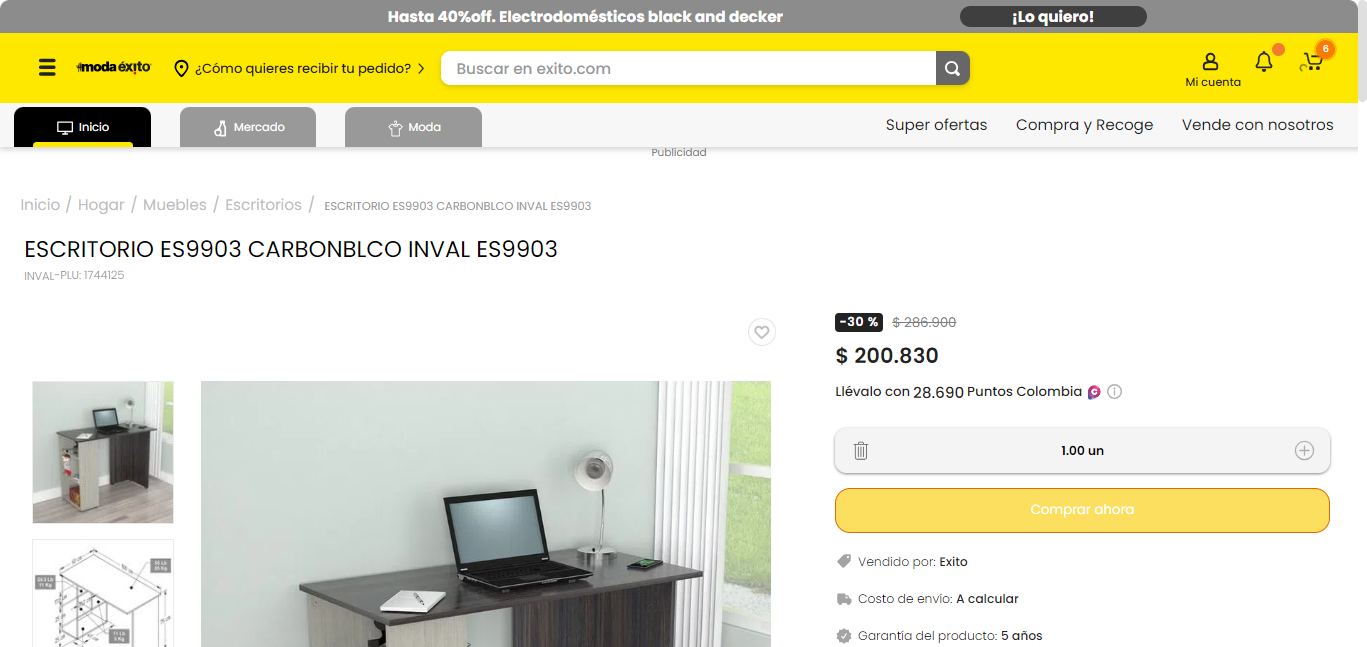 Hasta 40%off. Electrodomésticos black and decker
¡Lo quiero!
#moda éxito
¿Cómo quieres recibir tu pedido?
Buscar en exito.com
Mi cuenta
6
Inicio
Mercado
Moda
Super ofertas
Compra y Recoge
Vende con nosotros
Publicidad
Inicio / Hogar / Muebles / Escritorios / ESCRITORIO ES9903 CARBONBLCO INVAL ES9903
ESCRITORIO ES9903 CARBONBLCO INVAL ES9903
INVAL-PLU: 1744125
-30 % $ 286.900
$ 200.830
Llévalo con 28.690 Puntos Colombia
1.00 un
Comprar ahora
Vendido por: Exito
Costo de envío: A calcular
Garantía del producto: 5 años